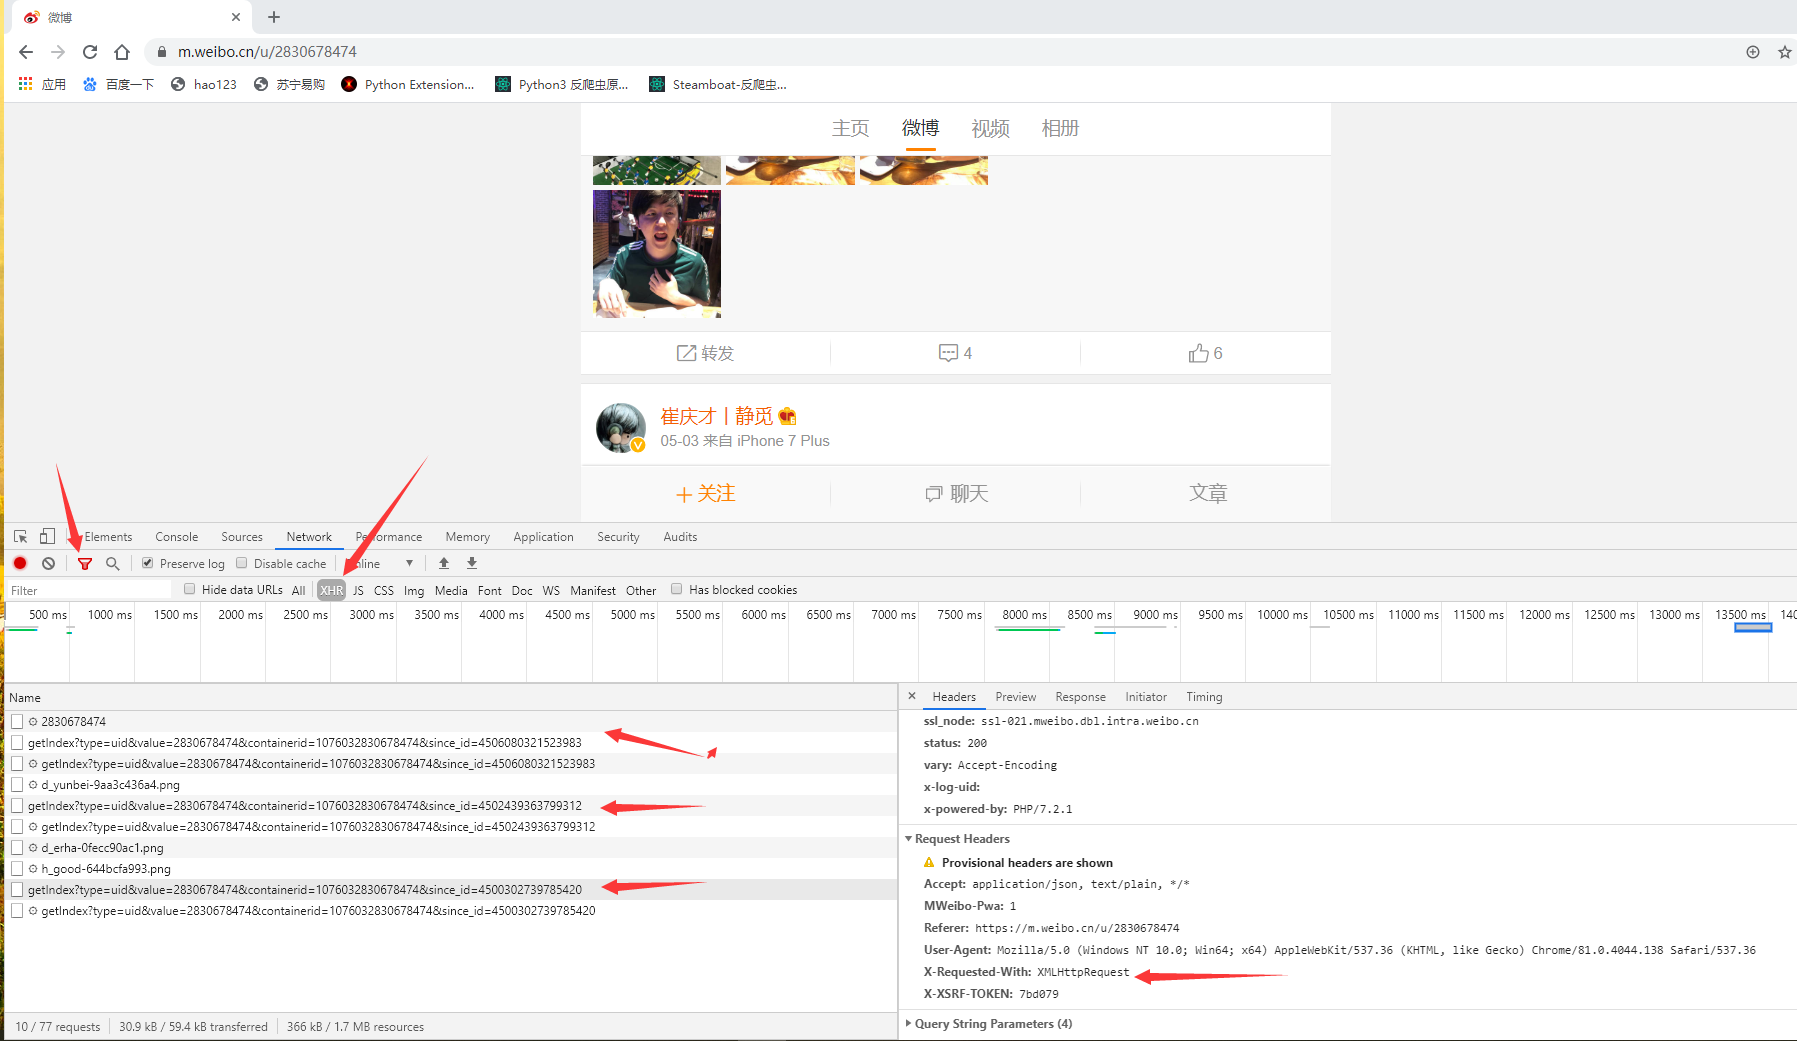 微博
m.weibo.cn/u/2830678474
应用 百度一下 hao123 苏宁易购 Python Extension... Python3 反爬虫原... Steamboat-反爬虫...
主页 微博 视频 相册
转发 4 6
崔庆才丨静觅
05-03 来自 iPhone 7 Plus
关注 聊天 文章
Elements Console Sources Network Performance Memory Application Security Audits
Preserve log Disable cache Online
Filter Hide data URLs All XHR JS CSS Img Media Font Doc WS Manifest Other Has blocked cookies
500 ms 1000 ms 1500 ms 2000 ms 2500 ms 3000 ms 3500 ms 4000 ms 4500 ms 5000 ms 5500 ms 6000 ms 6500 ms 7000 ms 7500 ms 8000 ms 8500 ms 9000 ms 9500 ms 10000 ms 10500 ms 11000 ms 11500 ms 12000 ms 12500 ms 13000 ms 13500 ms 140
Name
2830678474
getIndex?type=uid&value=2830678474&containerid=1076032830678474&since_id=4506080321523983
getIndex?type=uid&value=2830678474&containerid=1076032830678474&since_id=4506080321523983
d_yunbei-9aa3c436a4.png
getIndex?type=uid&value=2830678474&containerid=1076032830678474&since_id=4502439363799312
getIndex?type=uid&value=2830678474&containerid=1076032830678474&since_id=4502439363799312
d_erha-0fecc90ac1.png
h_good-644bcfa993.png
getIndex?type=uid&value=2830678474&containerid=1076032830678474&since_id=4500302739785420
getIndex?type=uid&value=2830678474&containerid=1076032830678474&since_id=4500302739785420
10 / 77 requests 30.9 kB / 59.4 kB transferred 366 kB / 1.7 MB resources
Headers Preview Response Initiator Timing
ssl_node: ssl-021.mweibo.dbl.intra.weibo.cn
status: 200
vary: Accept-Encoding
x-log-uid:
x-powered-by: PHP/7.2.1
Request Headers
Provisional headers are shown
Accept: application/json, text/plain, */*
MWeibo-Pwa: 1
Referer: https://m.weibo.cn/u/2830678474
User-Agent: Mozilla/5.0 (Windows NT 10.0; Win64; x64) AppleWebKit/537.36 (KHTML, like Gecko) Chrome/81.0.4044.138 Safari/537.36
X-Requested-With: XMLHttpRequest
X-XSRF-TOKEN: 7bd079
Query String Parameters (4)